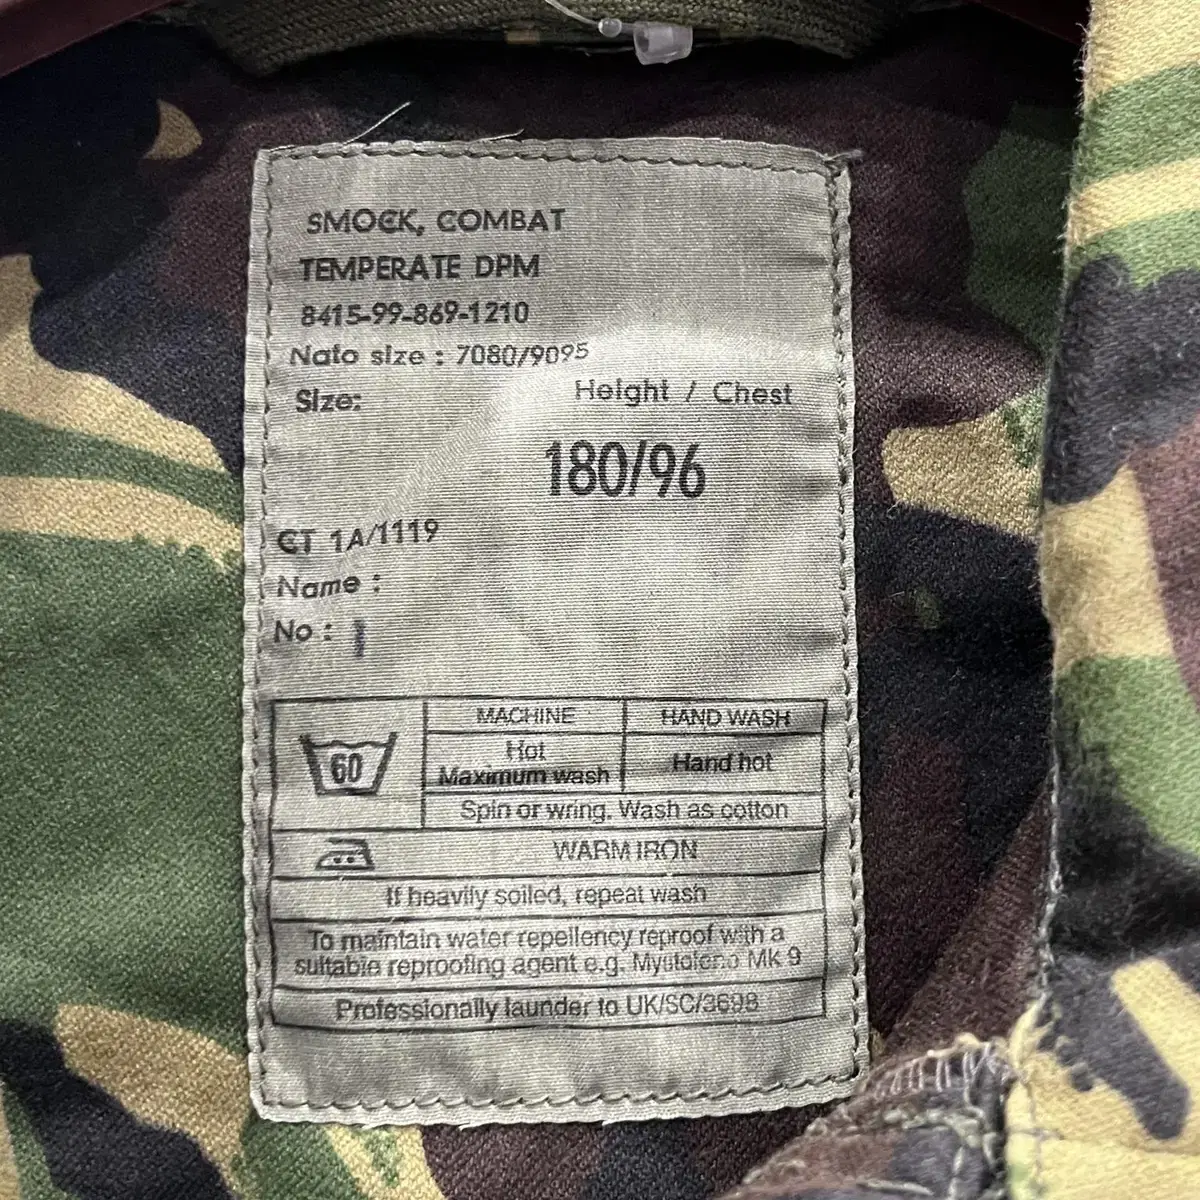 SMOCK, COMBAT
TEMPERATE DPM
8415-99-869-1210
Nato size : 7080/9095
Size:
Height / Chest
180/96
CT 1A/1119
Name :
No :
60
MACHINE
HAND WASH
Hot
Maximum wash
Hand hot
Spin or wring. Wash as cotton
WARM IRON
If heavily soiled, repeat wash
To maintain water repellency reproof with a
suitable reproofing agent e.g. Mk 9
Professionally launder to UK/SC/3698